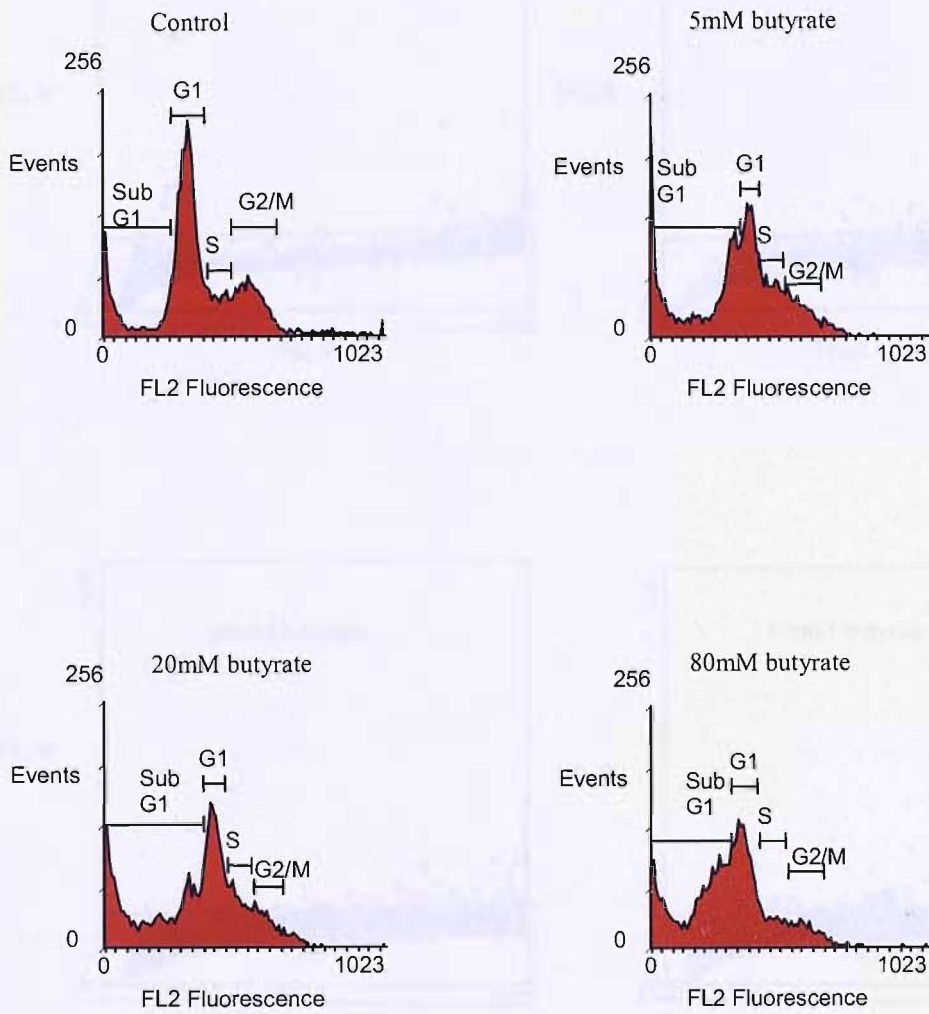 Control
256
G1
Events
Sub
G1
G2/M
S
0
0
1023
FL2 Fluorescence
5mM butyrate
256
Events
Sub
G1
G1
S
G2/M
0
0
1023
FL2 Fluorescence
20mM butyrate
256
Events
G1
Sub
G1
S
G2/M
0
0
1023
FL2 Fluorescence
80mM butyrate
256
Events
G1
Sub
G1
S
G2/M
0
0
1023
FL2 Fluorescence